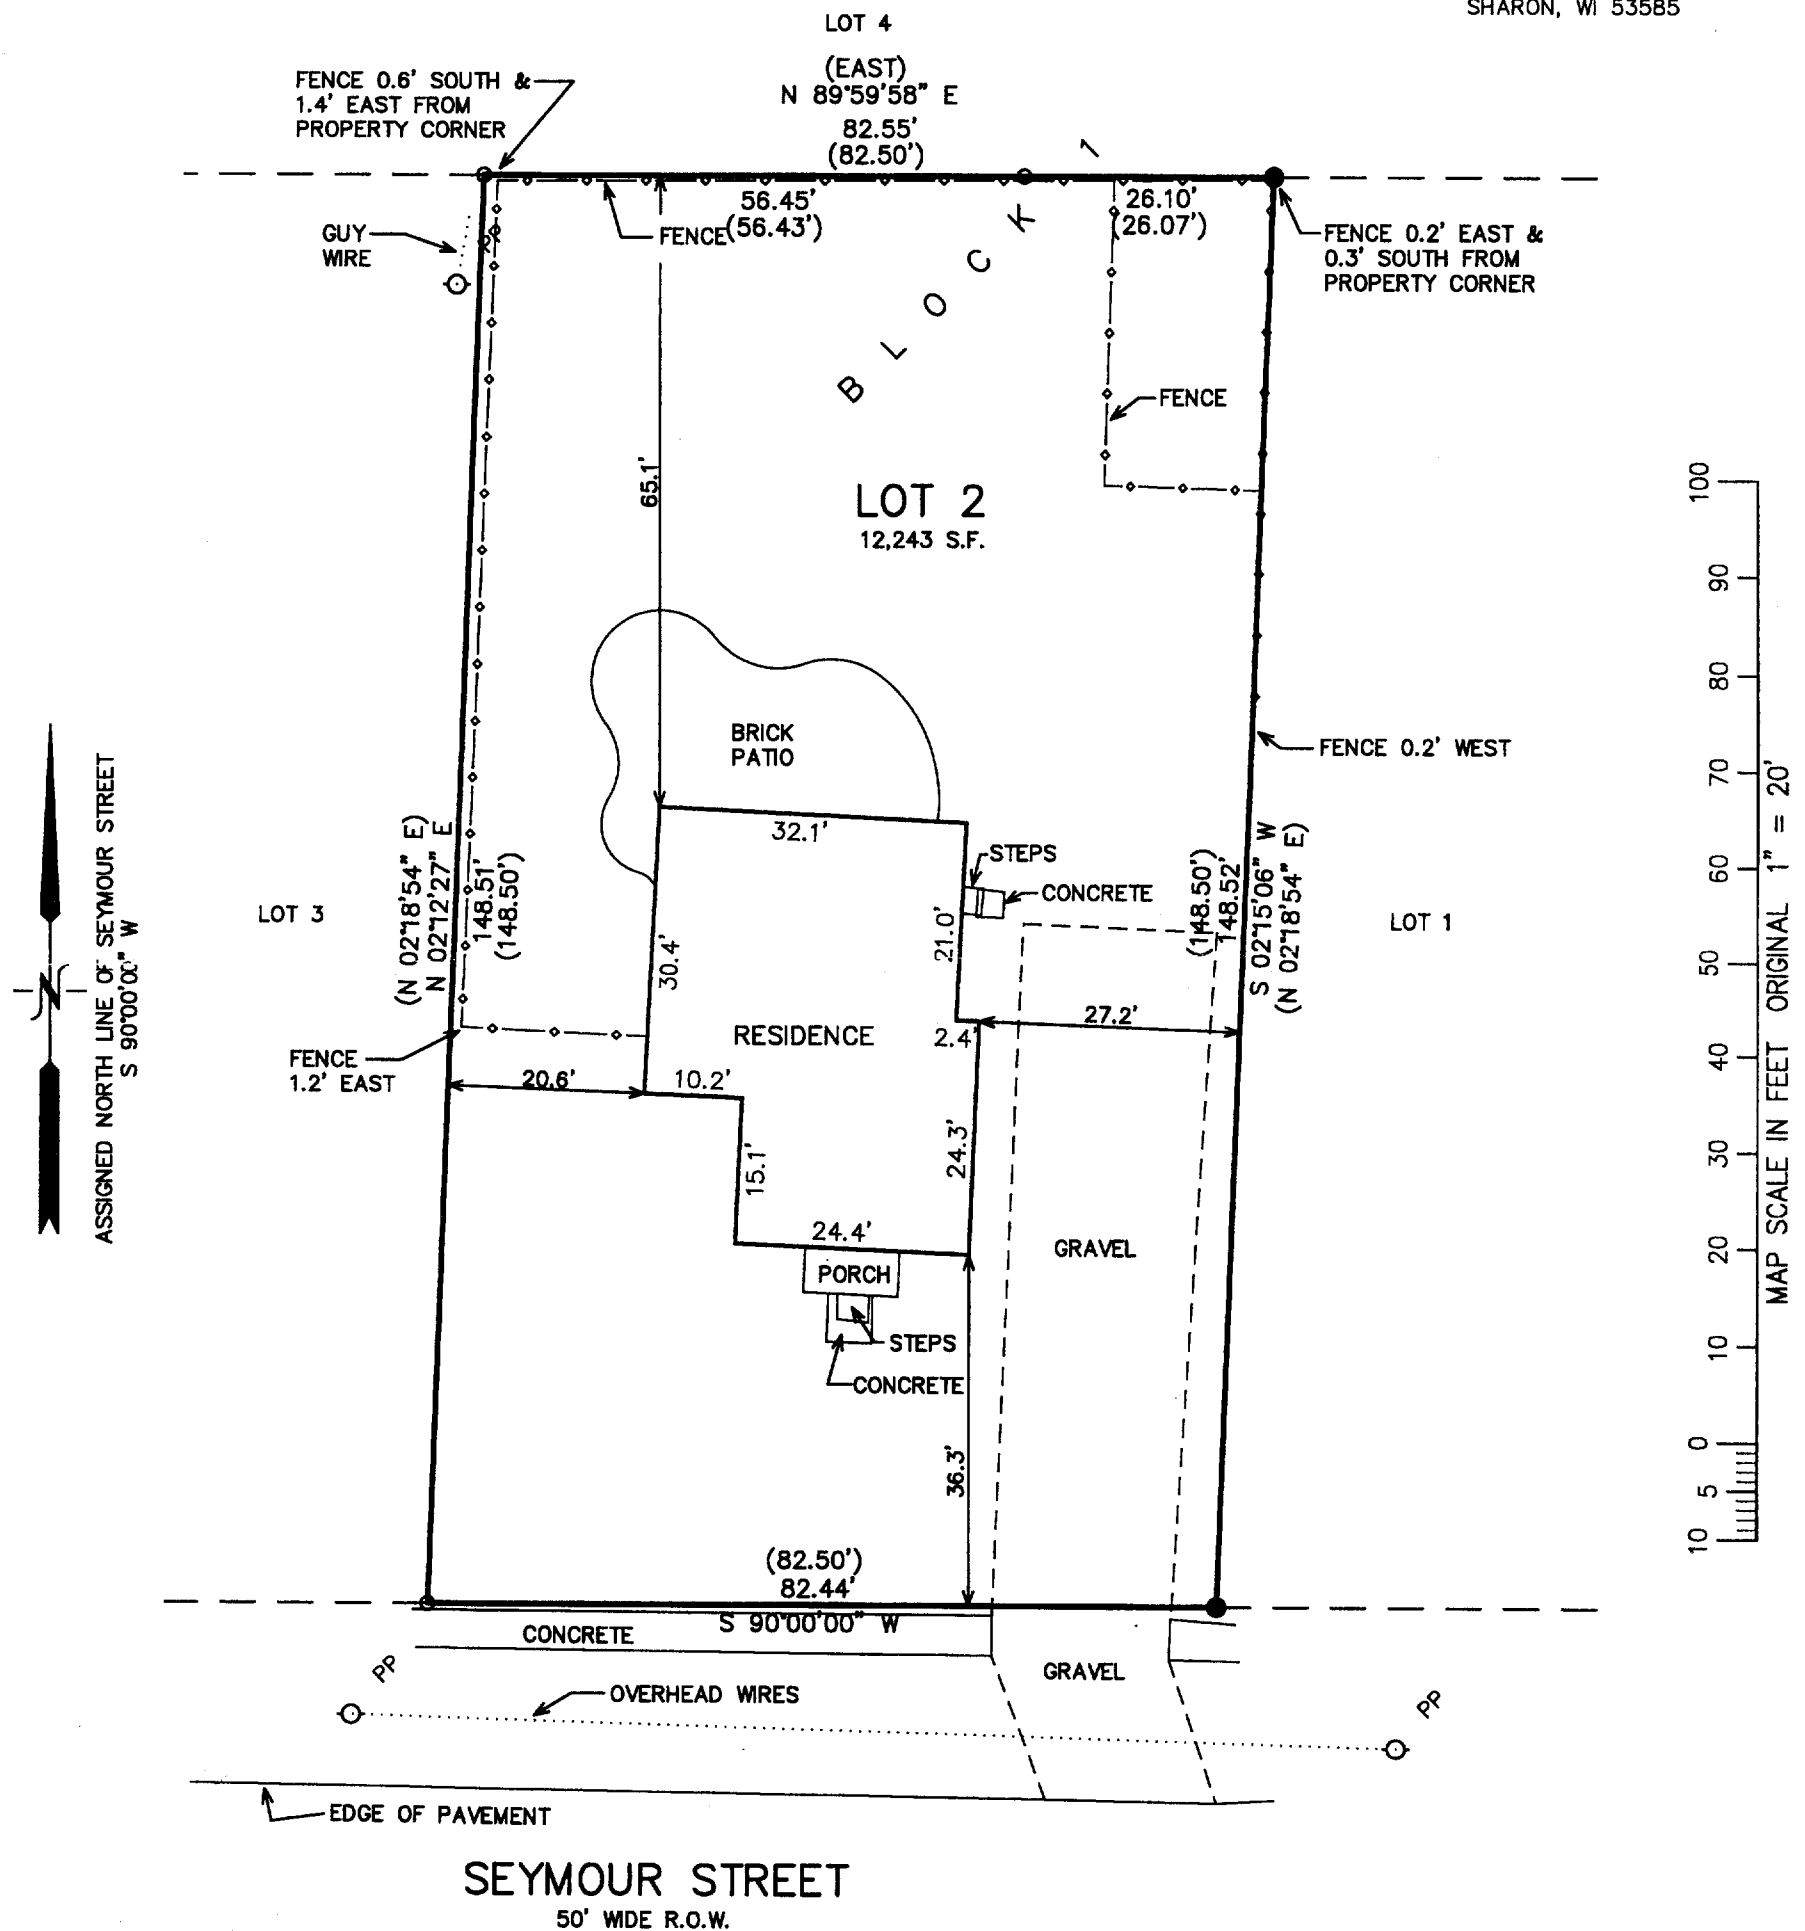 SHARON, WI 53585
LOT 4
(EAST)
N 89°59'58" E
82.55'
(82.50')
FENCE 0.6' SOUTH &
1.4' EAST FROM
PROPERTY CORNER
56.45'
(56.43')
26.10'
(26.07')
GUY
WIRE
FENCE
FENCE 0.2' EAST &
0.3' SOUTH FROM
PROPERTY CORNER
BLOCK 1
FENCE
65.1'
LOT 2
12,243 S.F.
BRICK
PATIO
FENCE 0.2' WEST
32.1'
STEPS
CONCRETE
(N 02°18'54" E)
N 02°12'27" E
148.51'
(148.50')
(148.50')
148.52'
S 02°15'06" W
(N 02°18'54" E)
LOT 3
LOT 1
30.4'
21.0'
27.2'
2.4'
RESIDENCE
FENCE
1.2' EAST
20.6'
10.2'
15.1'
24.3'
24.4'
PORCH
STEPS
CONCRETE
GRAVEL
36.3'
(82.50')
82.44'
S 90°00'00" W
CONCRETE
GRAVEL
PP
OVERHEAD WIRES
PP
EDGE OF PAVEMENT
SEYMOUR STREET
50' WIDE R.O.W.
N
ASSIGNED NORTH LINE OF SEYMOUR STREET
S 90°00'00" W
100
90
80
70
60
50
40
30
20
10
0
5
10
MAP SCALE IN FEET ORIGINAL 1" = 20'